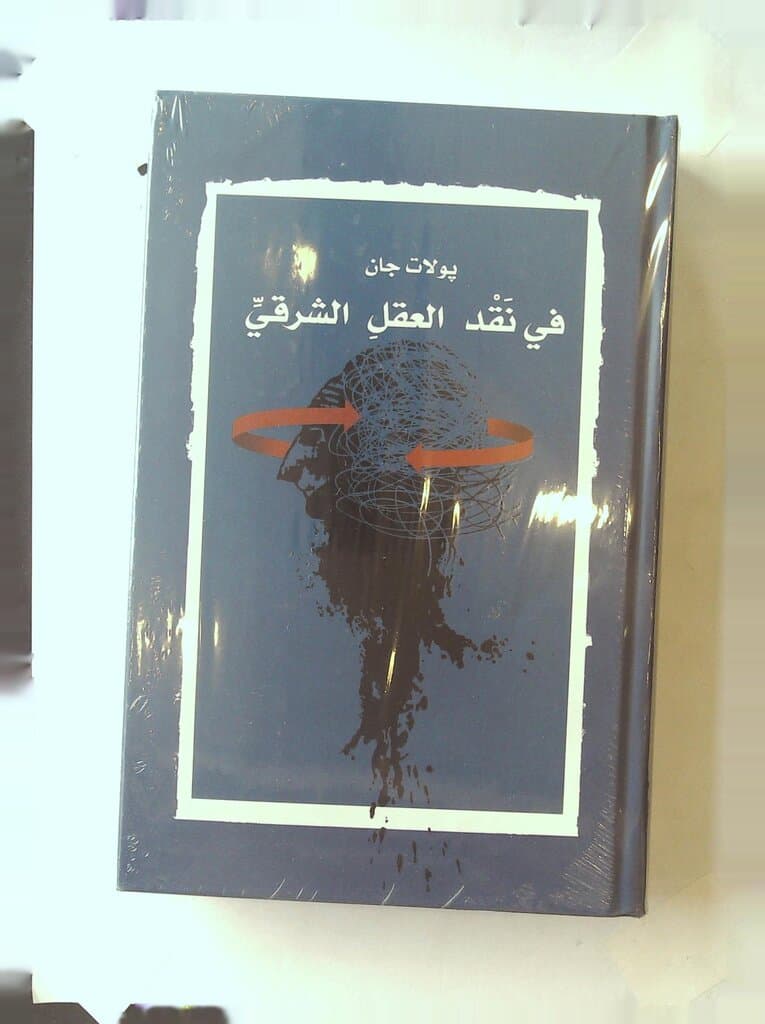 پولات جان
في نَقْد العقلِ الشرقيِّ